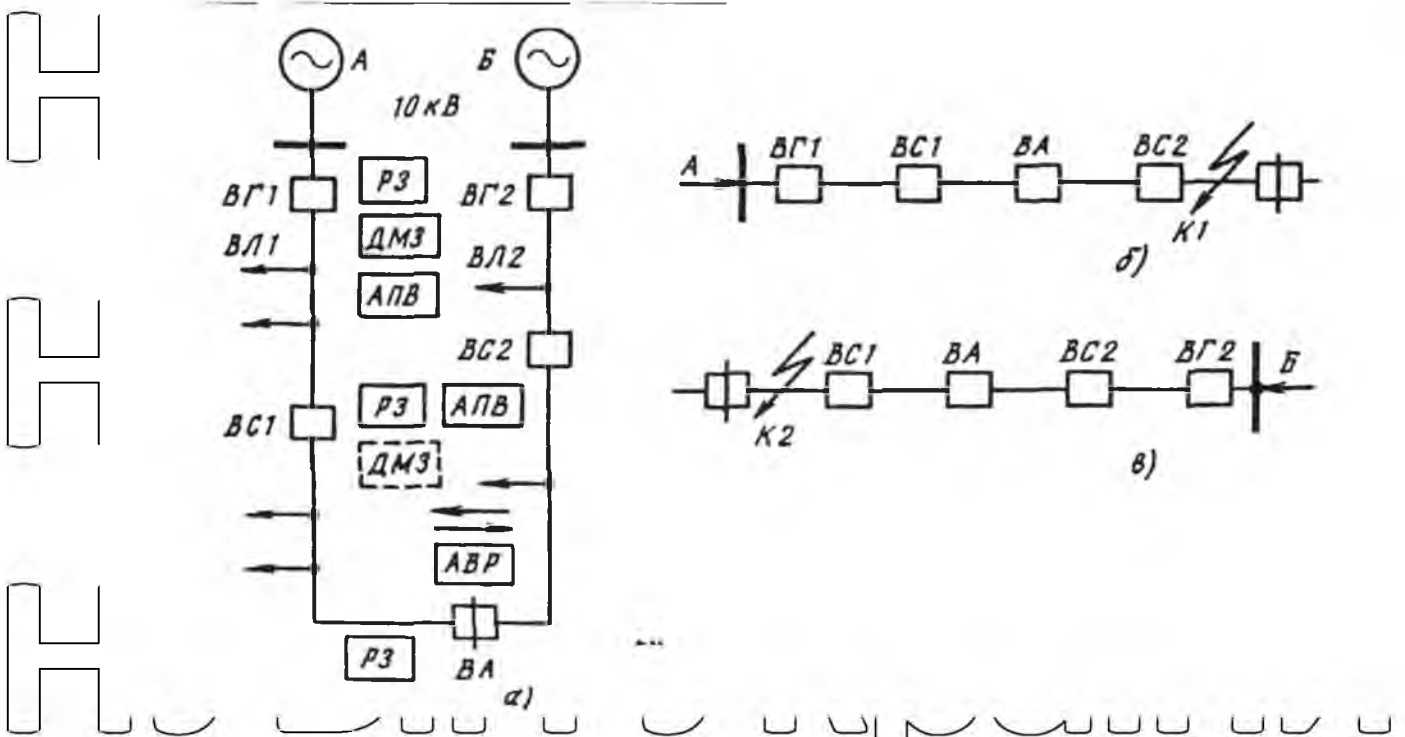 А
Б
10 кВ
ВГ1
РЗ
ВГ2
ДМЗ
ВЛ1
ВЛ2
АПВ
ВС2
РЗ
АПВ
ВС1
ДМЗ
АВР
РЗ
ВА
а)
А
ВГ1
ВС1
ВА
ВС2
К1
б)
ВС1
ВА
ВС2
ВГ2
Б
К2
в)